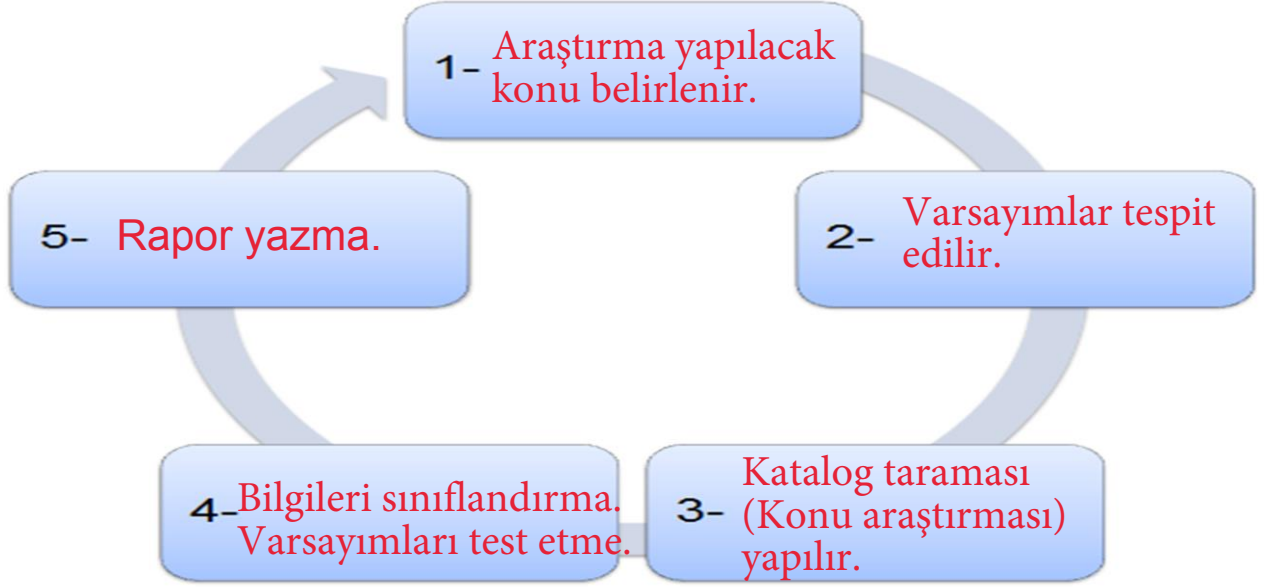 1- Araştırma yapılacak
konu belirlenir.
2- Varsayımlar tespit
edilir.
3- Katalog taraması
(Konu araştırması)
yapılır.
4-Bilgileri sınıflandırma.
Varsayımları test etme.
5- Rapor yazma.